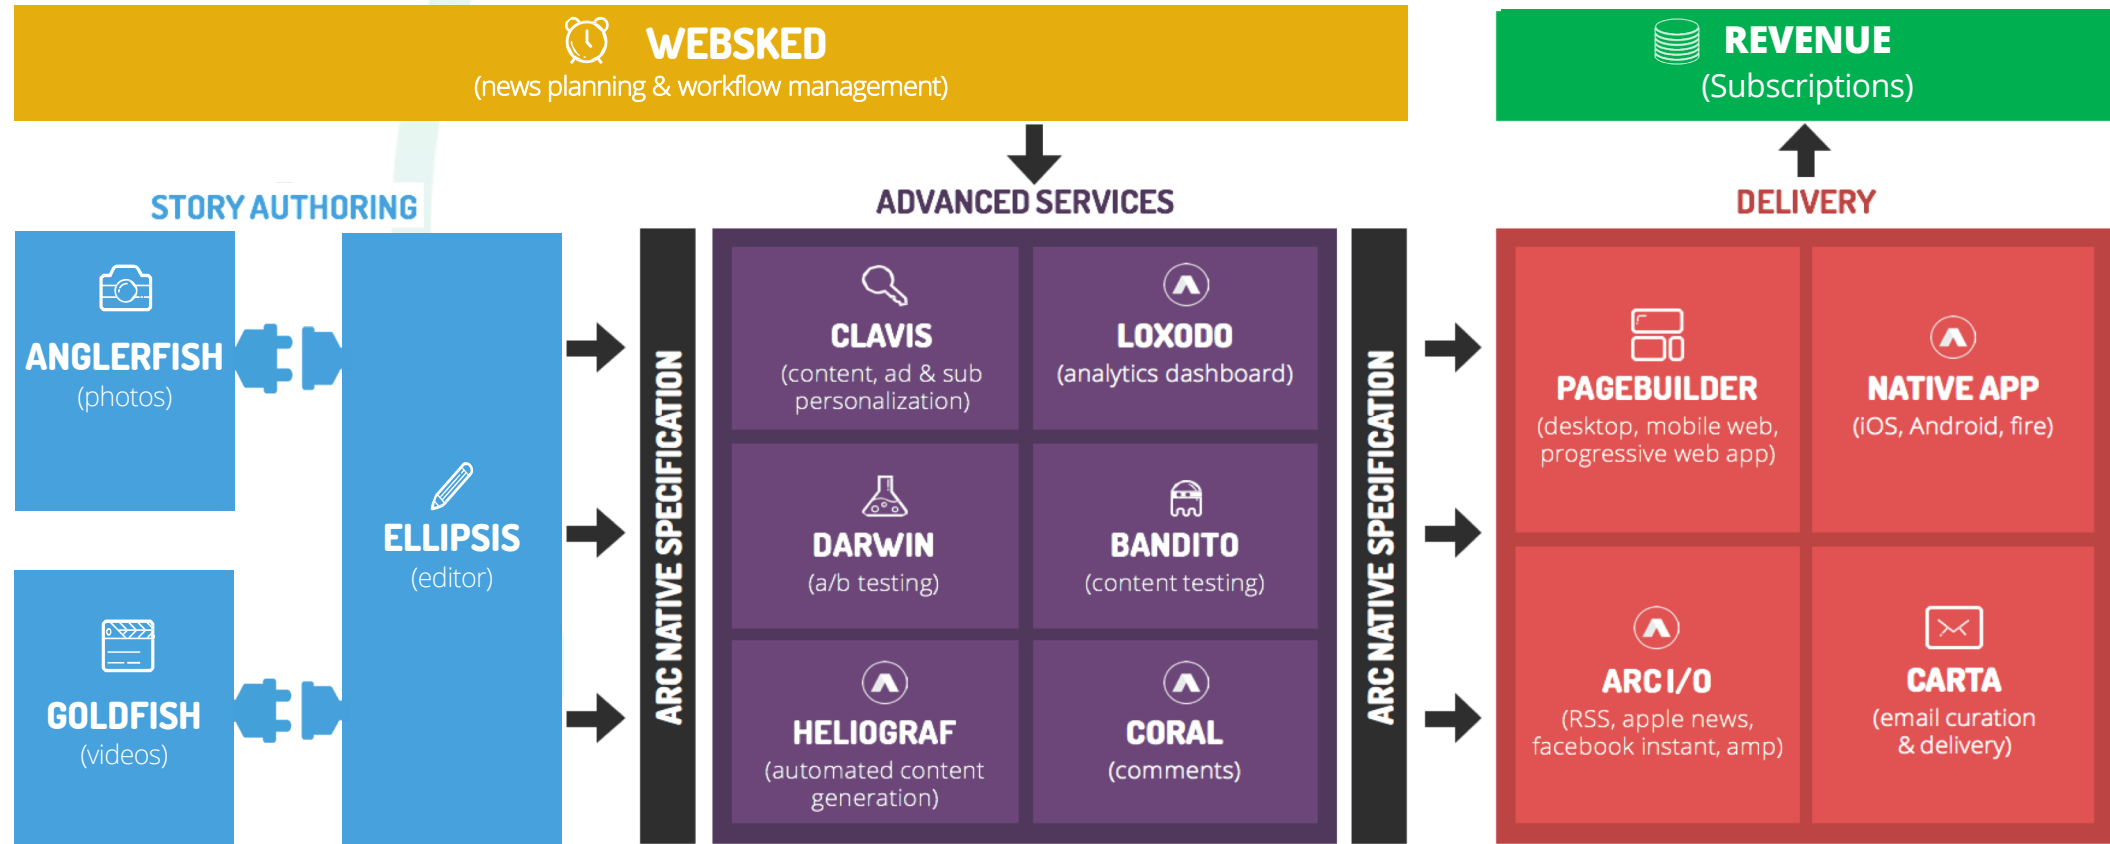 WEBSKED
(news planning & workflow management)
REVENUE
(Subscriptions)
STORY AUTHORING
ADVANCED SERVICES
DELIVERY
ANGLERFISH
(photos)
GOLDFISH
(videos)
ELLIPSIS
(editor)
ARC NATIVE SPECIFICATION
CLAVIS
(content, ad & sub
personalization)
LOXODO
(analytics dashboard)
DARWIN
(a/b testing)
BANDITO
(content testing)
HELIOGRAF
(automated content
generation)
CORAL
(comments)
ARC NATIVE SPECIFICATION
PAGEBUILDER
(desktop, mobile web,
progressive web app)
NATIVE APP
(iOS, Android, fire)
ARC I/O
(RSS, apple news,
facebook instant, amp)
CARTA
(email curation
& delivery)